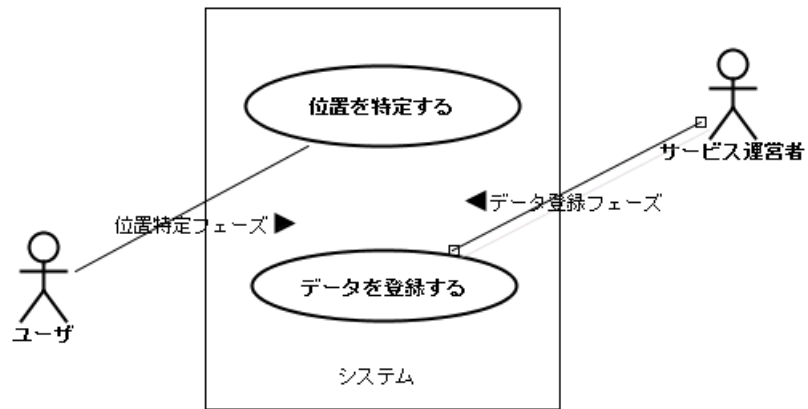 位置を特定する
サービス運営者
データ登録フェーズ
位置特定フェーズ
データを登録する
ユーザ
システム